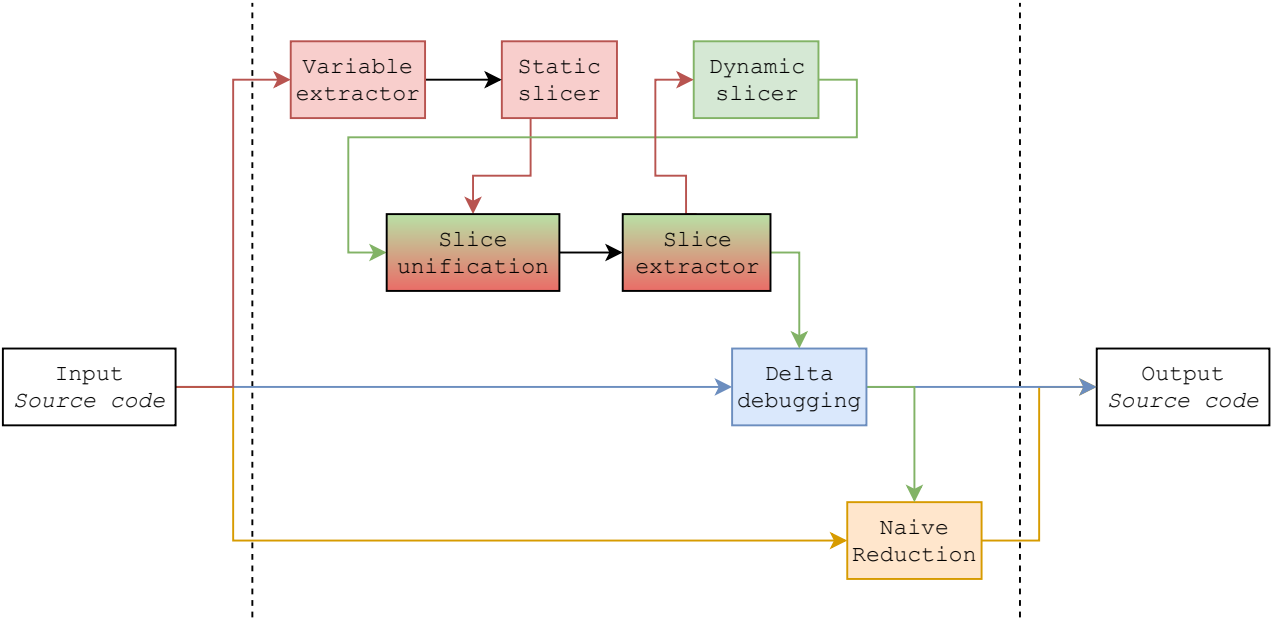 Variable
extractor
Static
slicer
Dynamic
slicer
Slice
unification
Slice
extractor
Input
Source code
Delta
debugging
Output
Source code
Naive
Reduction